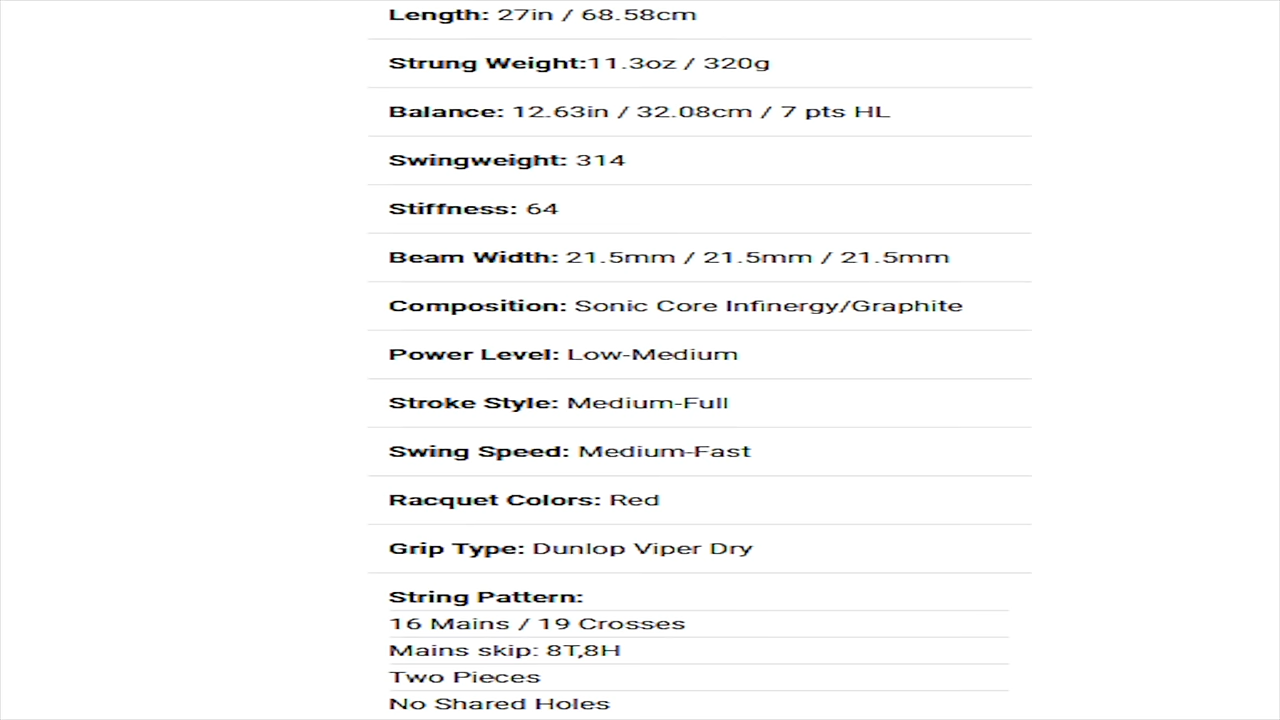 Length: 27in / 68.58cm
Strung Weight:11.3oz / 320g
Balance: 12.63in / 32.08cm / 7 pts HL
Swingweight: 314
Stiffness: 64
Beam Width: 21.5mm / 21.5mm / 21.5mm
Composition: Sonic Core Infinergy/Graphite
Power Level: Low-Medium
Stroke Style: Medium-Full
Swing Speed: Medium-Fast
Racquet Colors: Red
Grip Type: Dunlop Viper Dry
String Pattern:
16 Mains / 19 Crosses
Mains skip: 8T,8H
Two Pieces
No Shared Holes